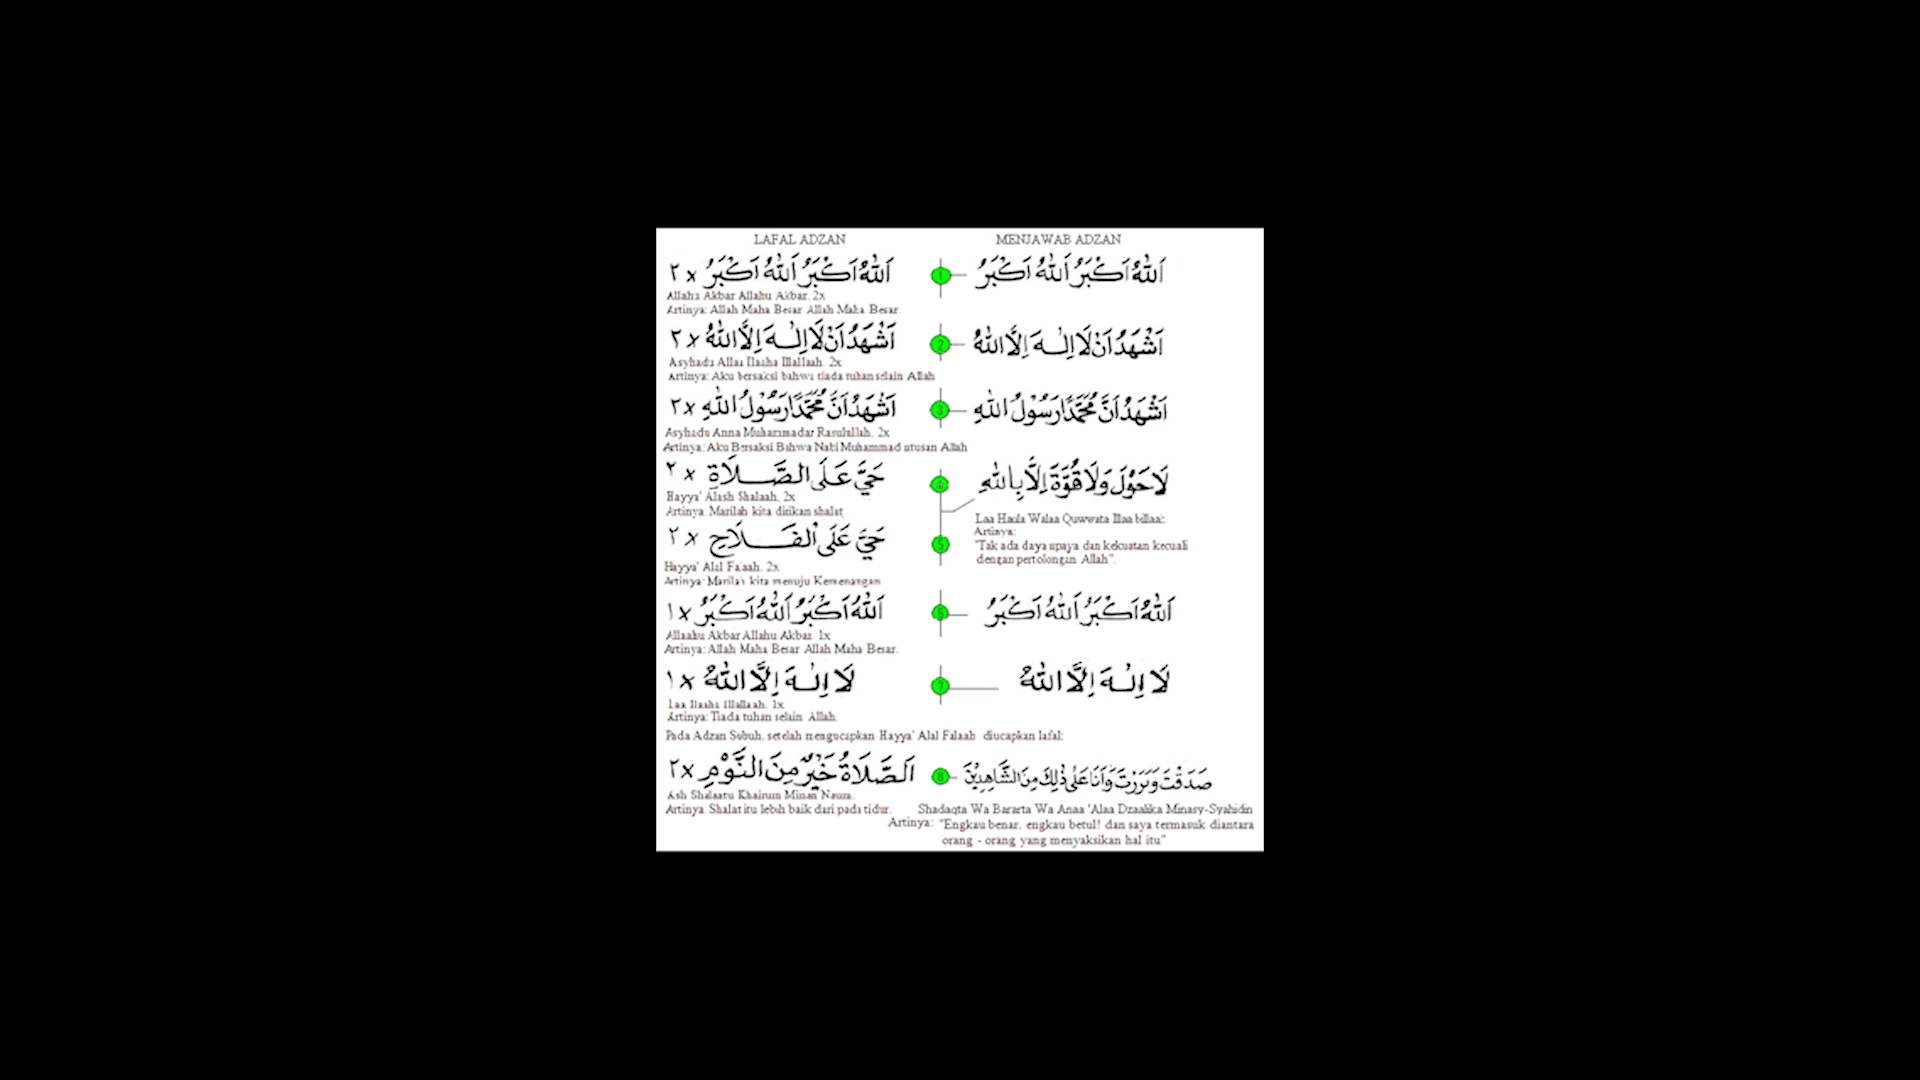 LAFAL ADZAN MENJAWAB ADZAN
اَللّٰهُ اَكْبَرُ اَللّٰهُ اَكْبَرُ x ٢ 1 اَللّٰهُ اَكْبَرُ اَللّٰهُ اَكْبَرُ
Allahu Akbar Allahu Akbar. 2x
Artinya: Allah Maha Besar Allah Maha Besar.
اَشْهَدُ اَنْ لَا اِلٰـهَ اِلَّا اللّٰهُ x ٢ 2 اَشْهَدُ اَنْ لَا اِلٰـهَ اِلَّا اللّٰهُ
Asyhadu Allaa Ilaaha Illallaah. 2x
Artinya: Aku bersaksi bahwa tiada tuhan selain Allah
اَشْهَدُ اَنَّ مُحَمَّدًا رَسُوْلُ اللّٰهِ x ٢ 3 اَشْهَدُ اَنَّ مُحَمَّدًا رَسُوْلُ اللّٰهِ
Asyhadu Anna Muhammadar Rasulullah. 2x
Artinya: Aku Bersaksi Bahwa Nabi Muhammad utusan Allah
حَيَّ عَلَى الصَّـــلَاةِ x ٢ 4 لَا حَوْلَ وَلَا قُوَّةَ اِلَّا بِاللّٰهِ
Hayya' Alash Shalaah. 2x
Artinya: Marilah kita dirikan shalat
Laa Haula Walaa Quwwata Illaa billaah.
Artinya:
"Tak ada daya upaya dan kekuatan kecuali
dengan pertolongan Allah".
حَيَّ عَلَى الْفَـــلَاحِ x ٢ 5
Hayya' Alal Falaah. 2x
Artinya: Marilah kita menuju Kemenangan
اَللّٰهُ اَكْبَرُ اَللّٰهُ اَكْبَرُ x ١ 6 اَللّٰهُ اَكْبَرُ اَللّٰهُ اَكْبَرُ
Allaahu Akbar Allahu Akbar. 1x
Artinya: Allah Maha Besar Allah Maha Besar.
لَا اِلٰـهَ اِلَّا اللّٰهُ x ١ 7 لَا اِلٰـهَ اِلَّا اللّٰهُ
Laa Ilaaha Illallaah. 1x
Artinya: Tiada tuhan selain Allah.
Pada Adzan Subuh, setelah mengucapkan Hayya' Alal Falaah diucapkan lafal:
اَلصَّلَاةُ خَيْرٌ مِنَ النَّوْمِ x ٢ 8 صَدَقْتَ وَبَرَرْتَ وَاَنَا عَلٰى ذٰلِكَ مِنَ الشَّاهِدِيْنَ
Ash Shalaatu Khairum Minan Naum.
Artinya: Shalat itu lebih baik dari pada tidur.
Shadaqta Wa Bararta Wa Anaa 'Alaa Dzaalika Minasy-Syahidin
Artinya: "Engkau benar, engkau betul! dan saya termasuk diantara
orang - orang yang menyaksikan hal itu"